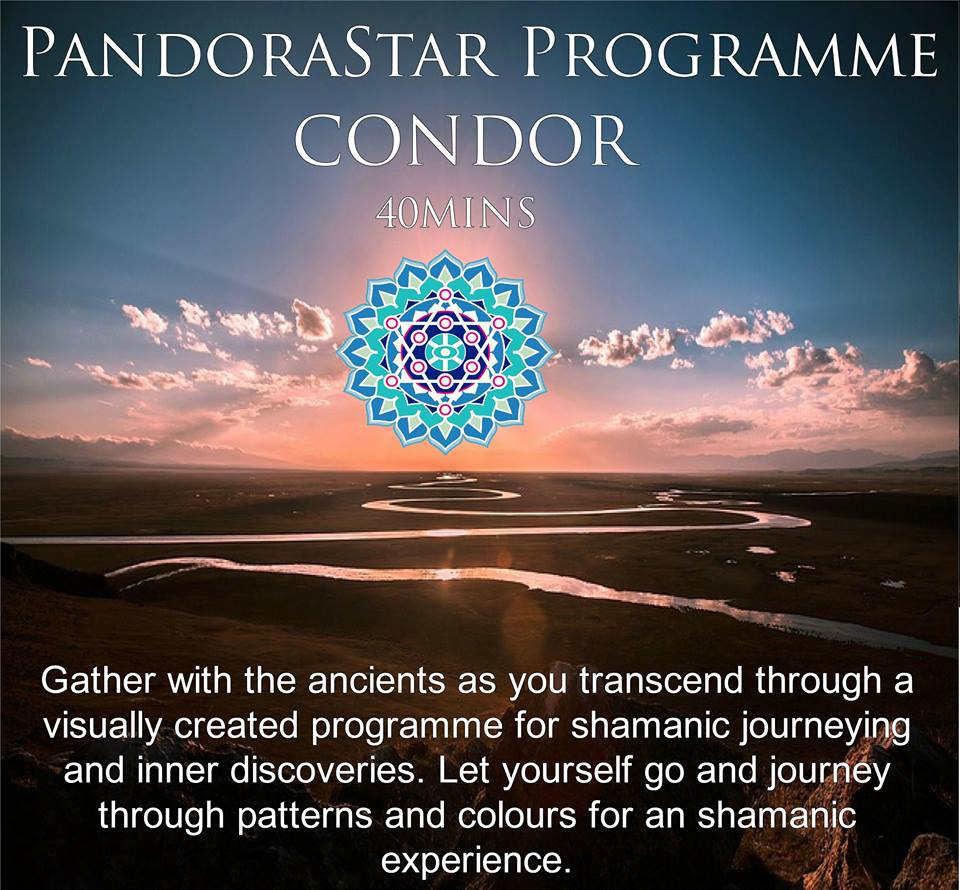 PANDORASTAR PROGRAMME
CONDOR
40MINS
Gather with the ancients as you transcend through a
visually created programme for shamanic journeying
and inner discoveries. Let yourself go and journey
through patterns and colours for an shamanic
experience.